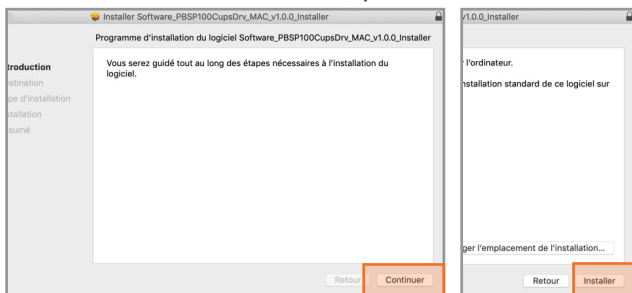 Installer Software_PBSP100CupsDrv_MAC_v1.0.0_Installer
Programme d'installation du logiciel Software_PBSP100CupsDrv_MAC_v1.0.0_Installer
troduction
estination
pe d'installation
stallation
sumé
Vous serez guidé tout au long des étapes nécessaires à l'installation du
logiciel.
Retour
Continuer
v1.0.0_Installer
r l'ordinateur.
nstallation standard de ce logiciel sur
ger l'emplacement de l'installation...
Retour
Installer